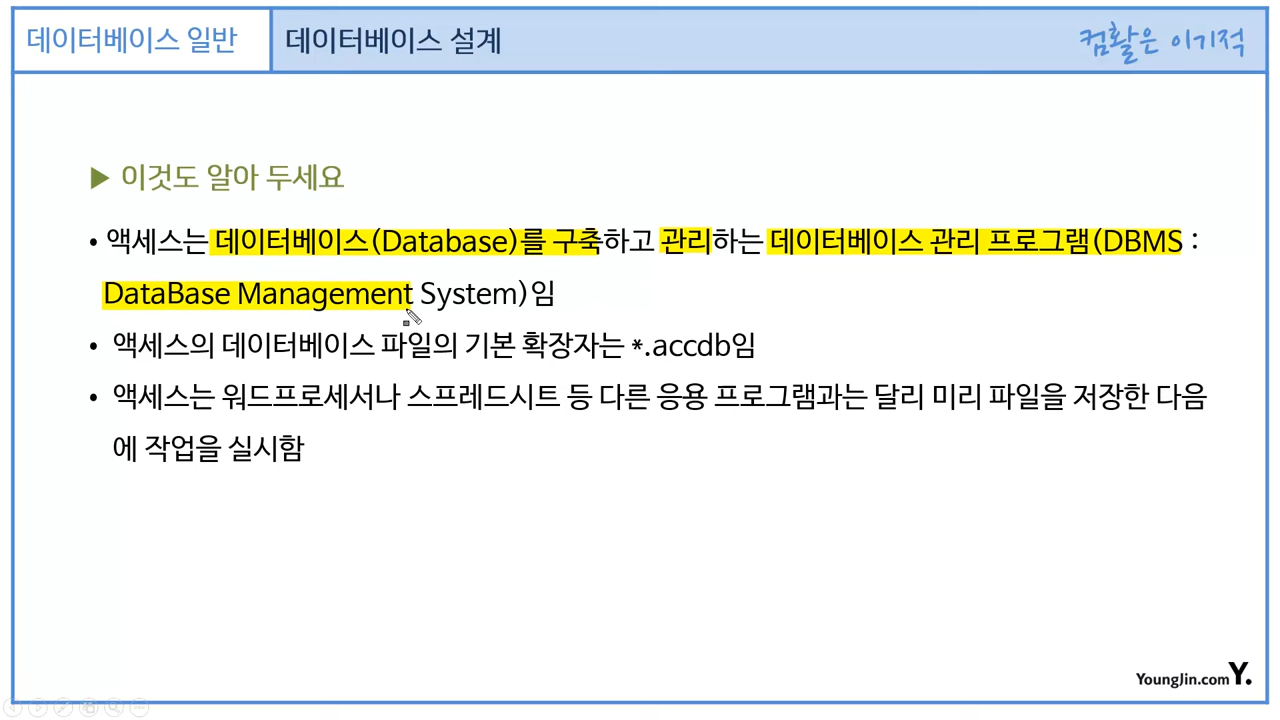 데이터베이스 일반
데이터베이스 설계
컴활은 이기적
▶ 이것도 알아 두세요
• 액세스는 데이터베이스(Database)를 구축하고 관리하는 데이터베이스 관리 프로그램(DBMS :
DataBase Management System)임
• 액세스의 데이터베이스 파일의 기본 확장자는 *.accdb임
• 액세스는 워드프로세서나 스프레드시트 등 다른 응용 프로그램과는 달리 미리 파일을 저장한 다음
에 작업을 실시함
YoungJin.com Y.